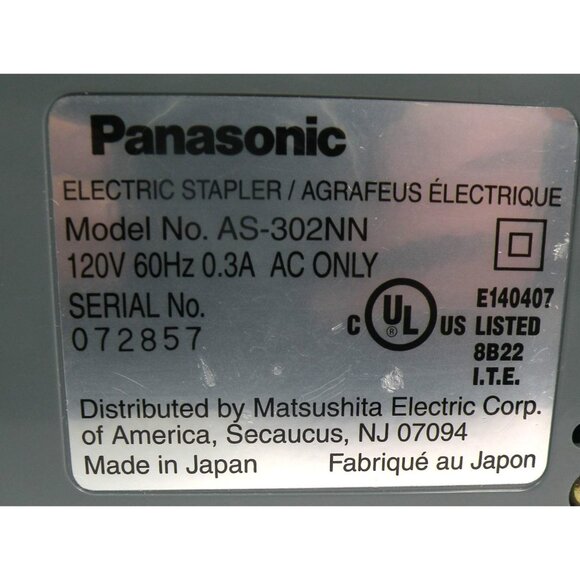 Panasonic
ELECTRIC STAPLER / AGRAFEUS ÉLECTRIQUE
Model No. AS-302NN
120V 60Hz 0.3A AC ONLY
SERIAL No.
072857
C UL ® US LISTED
E140407
8B22
I.T.E.
Distributed by Matsushita Electric Corp.
of America, Secaucus, NJ 07094
Made in Japan Fabriqué au Japon